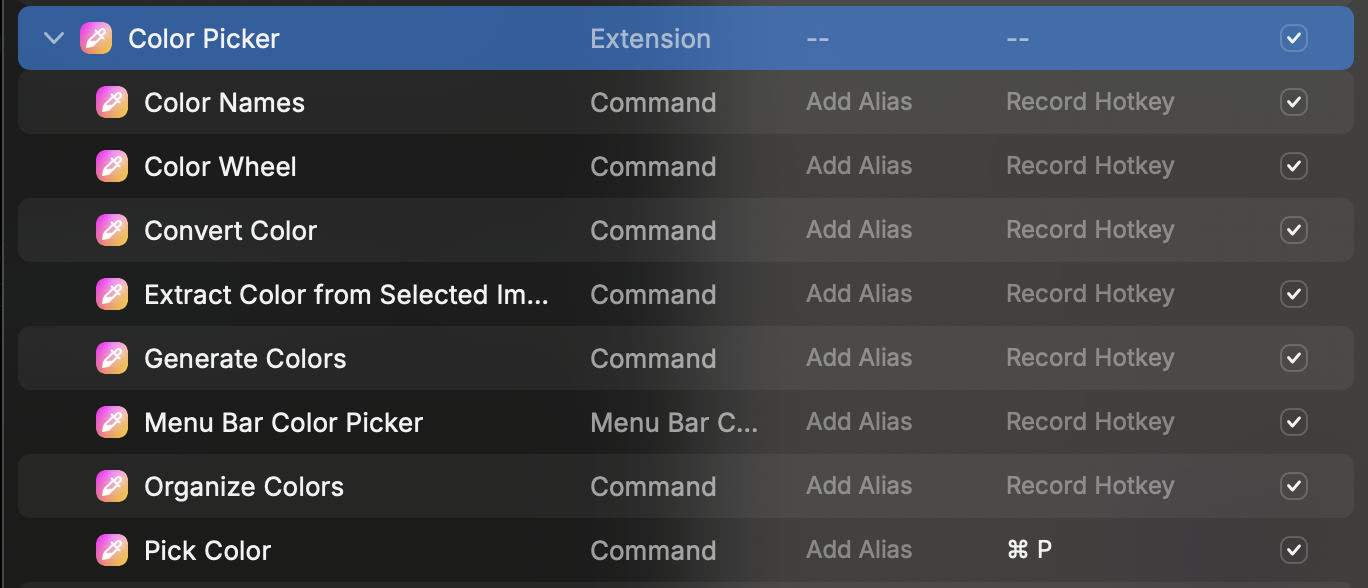 Color Picker Extension -- --
Color Names Command Add Alias Record Hotkey
Color Wheel Command Add Alias Record Hotkey
Convert Color Command Add Alias Record Hotkey
Extract Color from Selected Im... Command Add Alias Record Hotkey
Generate Colors Command Add Alias Record Hotkey
Menu Bar Color Picker Menu Bar C... Add Alias Record Hotkey
Organize Colors Command Add Alias Record Hotkey
Pick Color Command Add Alias ⌘ P